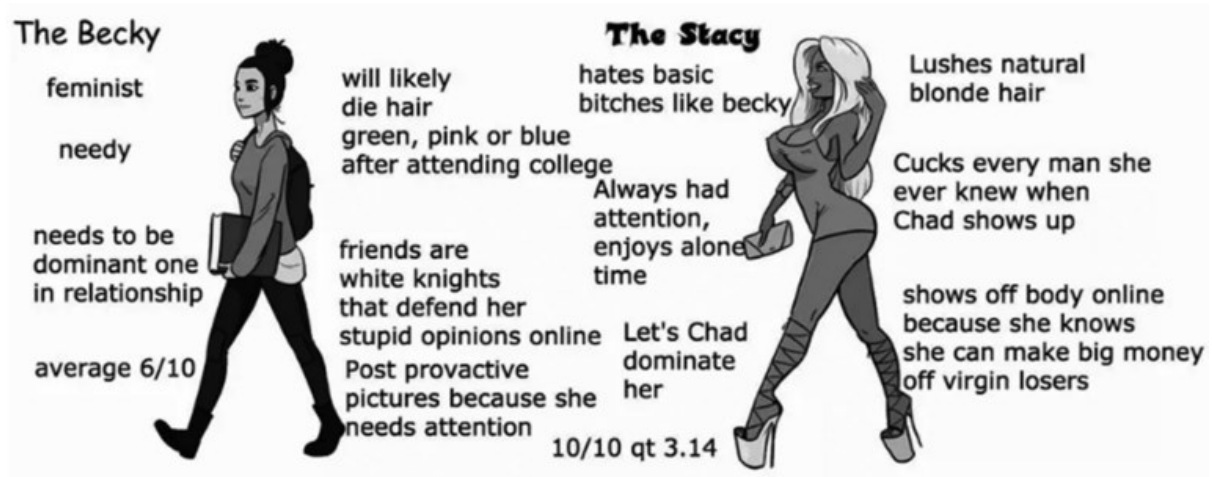 The Becky
feminist
needy
needs to be
dominant one
in relationship
average 6/10
will likely
die hair
green, pink or blue
after attending college
friends are
white knights
that defend her
stupid opinions online
Post provactive
pictures because she
needs attention
The Stacy
hates basic
bitches like becky
Always had
attention,
enjoys alone
time
Let's Chad
dominate
her
10/10 qt 3.14
Lushes natural
blonde hair
Cucks every man she
ever knew when
Chad shows up
shows off body online
because she knows
she can make big money
off virgin losers